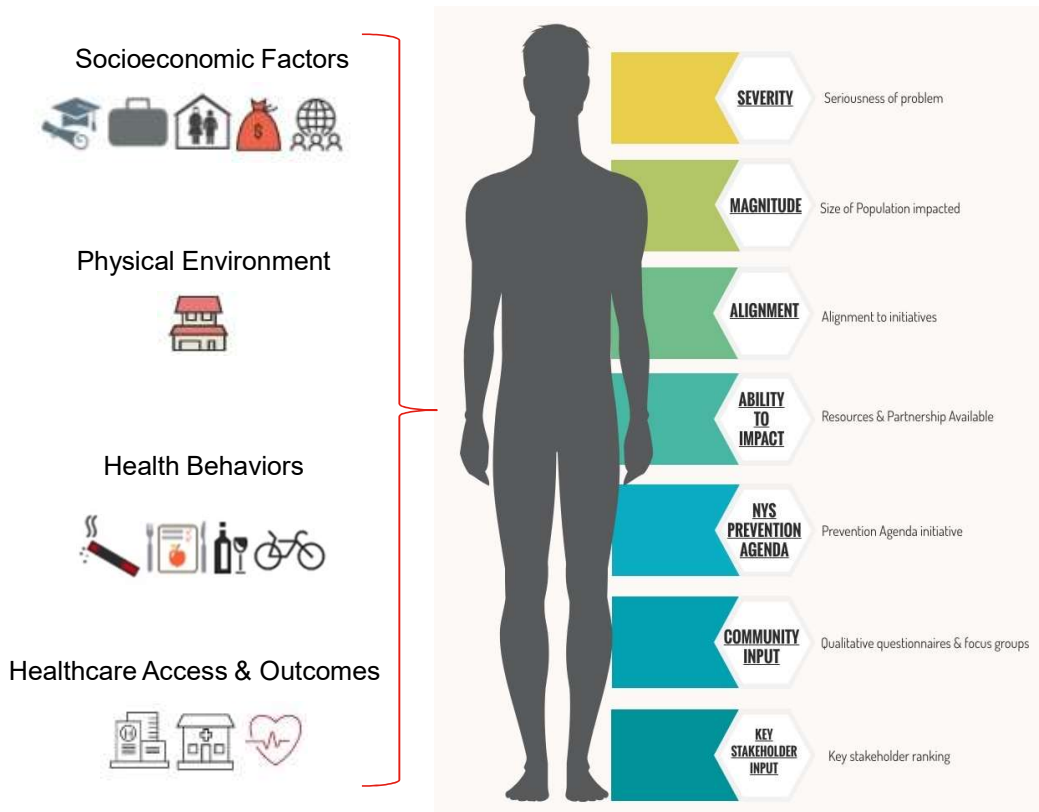 Socioeconomic Factors
$
Physical Environment
Health Behaviors
Healthcare Access & Outcomes
H
SEVERITY
Seriousness of problem
MAGNITUDE
Size of Population impacted
ALIGNMENT
Alignment to initiatives
ABILITY
TO
IMPACT
Resources & Partnership Available
NYS
PREVENTION
AGENDA
Prevention Agenda initiative
COMMUNITY
INPUT
Qualitative questionnaires & focus groups
KEY
STAKEHOLDER
INPUT
Key stakeholder ranking